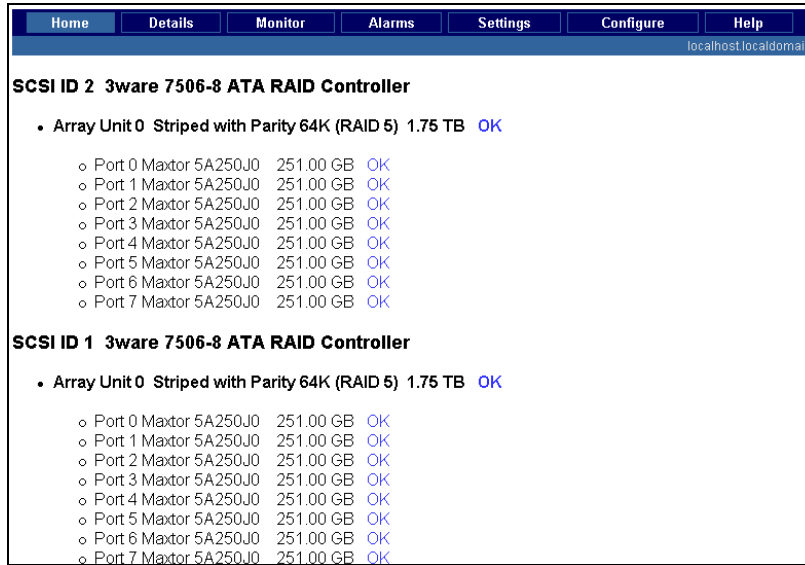 Home Details Monitor Alarms Settings Configure Help
localhost.localdomai
SCSI ID 2 3ware 7506-8 ATA RAID Controller
• Array Unit 0 Striped with Parity 64K (RAID 5) 1.75 TB OK
○ Port 0 Maxtor 5A250J0 251.00 GB OK
○ Port 1 Maxtor 5A250J0 251.00 GB OK
○ Port 2 Maxtor 5A250J0 251.00 GB OK
○ Port 3 Maxtor 5A250J0 251.00 GB OK
○ Port 4 Maxtor 5A250J0 251.00 GB OK
○ Port 5 Maxtor 5A250J0 251.00 GB OK
○ Port 6 Maxtor 5A250J0 251.00 GB OK
○ Port 7 Maxtor 5A250J0 251.00 GB OK
SCSI ID 1 3ware 7506-8 ATA RAID Controller
• Array Unit 0 Striped with Parity 64K (RAID 5) 1.75 TB OK
○ Port 0 Maxtor 5A250J0 251.00 GB OK
○ Port 1 Maxtor 5A250J0 251.00 GB OK
○ Port 2 Maxtor 5A250J0 251.00 GB OK
○ Port 3 Maxtor 5A250J0 251.00 GB OK
○ Port 4 Maxtor 5A250J0 251.00 GB OK
○ Port 5 Maxtor 5A250J0 251.00 GB OK
○ Port 6 Maxtor 5A250J0 251.00 GB OK
○ Port 7 Maxtor 5A250J0 251.00 GB OK